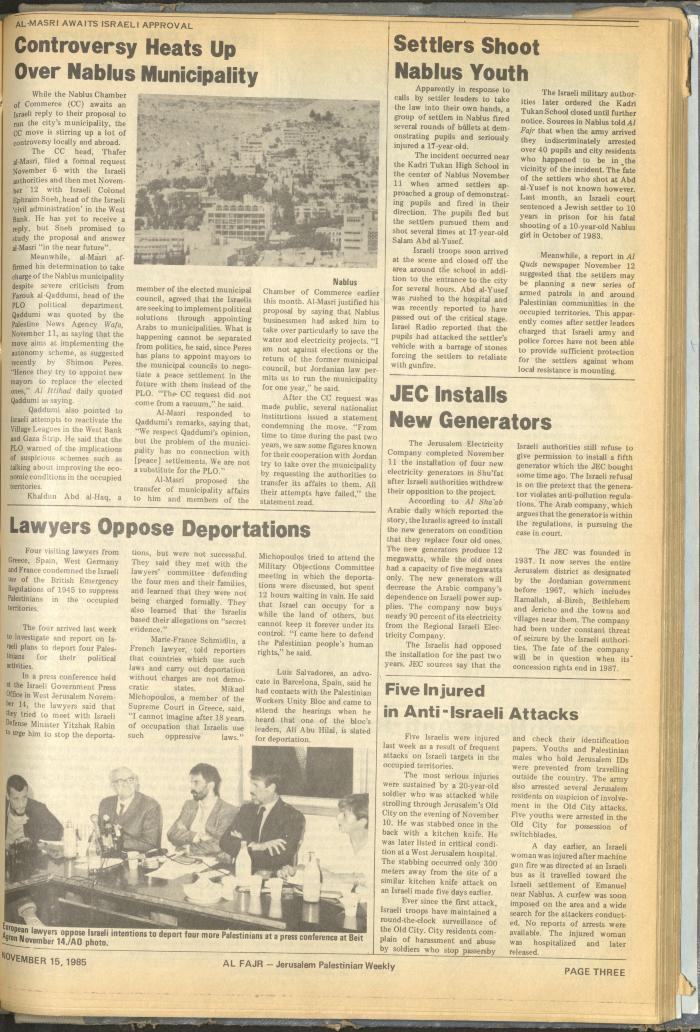 AL-MASRI AWAITS ISRAELI APPROVAL
Controversy Heats Up
Over Nablus Municipality
While the Nablus Chamber
of Commerce (CC) awaits an
Israeli reply to their proposal to
run the city's municipality, the
CC move is stirring up a lot of
controversy locally and abroad.
The CC head, Thafer
al-Masri, filed a formal request
November 6 with the Israeli
authorities and then met Novem-
ber 12 with Israeli Colonel
Ephraim Sneh, head of the Israeli
'civil administration' in the West
Bank. He has yet to receive a
reply, but Sneh promised to
study the proposal and answer
al-Masri "in the near future".
Meanwhile, al-Masri af-
firmed his determination to take
charge of the Nablus municipality
despite severe criticism from
Farouk al-Qaddumi, head of the
PLO political department.
Qaddumi was quoted by the
Palestine News Agency Wafa,
November 11, as saying that the
move aims at implementing the
autonomy scheme, as suggested
recently by Shimon Peres.
"Hence they try to appoint new
mayors to replace the elected
ones," Al Ittihad daily quoted
Qaddumi as saying.
Qaddumi also pointed to
Israeli attempts to reactivate the
Village Leagues in the West Bank
and Gaza Strip. He said that the
PLO warned of the implications
of suspicious schemes such as
talking about improving the eco-
nomic conditions in the occupied
territories.
Khaldun Abd al-Haq, a
Nablus
member of the elected municipal
council, agreed that the Israelis
are seeking to implement political
solutions through appointing
Arabs to municipalities. What is
happening cannot be separated
from politics, he said, since Peres
has plans to appoint mayors to
the municipal councils to nego-
tiate a peace settlement in the
future with them instead of the
PLO. "The CC request did not
come from a vacuum," he said.
Al-Masri responded to
Qaddumi's remarks, saying that,
"We respect Qaddumi's opinion,
but the problem of the munici-
pality has no connection with
[peace] settlements. We are not
a substitute for the PLO."
Al-Masri proposed the
transfer of municipality affairs
to him and members of the
Chamber of Commerce earlier
this month. Al-Masri justified his
proposal by saying that Nablus
businessmen had asked him to
take over particularly to save the
water and electricity projects. "I
am not against elections or the
return of the former municipal
council, but Jordanian law per-
mits us to run the municipality
for one year," he said.
After the CC request was
made public, several nationalist
institutions issued a statement
condemning the move. "From
time to time during the past two
years, we saw some figures known
for their cooperation with Jordan
try to take over the municipality
by requesting the authorities to
transfer its affairs to them. All
their attempts have failed," the
statement read.
Settlers Shoot
Nablus Youth
Apparently in response to
calls by settler leaders to take
the law into their own hands, a
group of settlers in Nablus fired
several rounds of bullets at dem-
onstrating pupils and seriously
injured a 17-year-old.
The incident occurred near
the Kadri Tukan High School in
the center of Nablus November
11 when armed settlers ap-
proached a group of demonstrat-
ing pupils and fired in their
direction. The pupils fled but
the settlers pursued them and
shot several times at 17-year-old
Salam Abd al-Yusef.
Israeli troops soon arrived
at the scene and closed off the
area around the school in addi-
tion to the entrance to the city
for several hours. Abd al-Yusef
was rushed to the hospital and
was recently reported to have
passed out of the critical stage.
Israel Radio reported that the
pupils had attacked the settler's
vehicle with a barrage of stones
forcing the settlers to retaliate
with gunfire.
The Israeli military author-
ities later ordered the Kadri
Tukan School closed until further
notice. Sources in Nablus told Al
Fajr that when the army arrived
they indiscriminately arrested
over 40 pupils and city residents
who happened to be in the
vicinity of the incident. The fate
of the settlers who shot at Abd
al-Yusef is not known however.
Last month, an Israeli court
sentenced a Jewish settler to 10
years in prison for his fatal
shooting of a 10-year-old Nablus
girl in October of 1983.
Meanwhile, a report in Al
Quds newspaper November 12
suggested that the settlers may
be planning a new series of
armed patrols in and around
Palestinian communities in the
occupied territories. This appar-
ently comes after settler leaders
charged that Israeli army and
police forces have not been able
to provide sufficient protection
for the settlers against whom
local resistance is mounting.
JEC Installs
New Generators
The Jerusalem Electricity
Company completed November
11 the installation of four new
electricity generators in Shu'fat
after Israeli authorities withdrew
their opposition to the project.
According to Al Sha'ab
Arabic daily which reported the
story, the Israelis agreed to install
the new generators on condition
that they replace four old ones.
The new generators produce 12
megawatts, while the old ones
had a capacity of five megawatts
only. The new generators will
decrease the Arabic company's
dependence on Israeli power sup-
plies. The company now buys
nearly 90 percent of its electricity
from the Regional Israel Elec-
tricity Company.
The Israelis had opposed
the installation for the past two
years. JEC sources say that the
Israeli authorities still refuse to
give permission to install a fifth
generator which the JEC bought
some time ago. The Israeli refusal
is on the pretext that the genera-
tor violates anti-pollution regula-
tions. The Arab company, which
argues that the generator is within
the regulations, is pursuing the
case in court.
The JEC was founded in
1937. It now serves the entire
Jerusalem district as designated
by the Jordanian government
before 1967, which includes
Ramallah, al-Bireh, Bethlehem
and Jericho and the towns and
villages near them. The company
had been under constant threat
of seizure by the Israeli authori-
ties. The fate of the company
will be in question when its
concession rights end in 1987.
Lawyers Oppose Deportations
Four visiting lawyers from
Greece, Spain, West Germany
and France condemned the Israeli
use of the British Emergency
Regulations of 1945 to suppress
Palestinians in the occupied
territories.
The four arrived last week
to investigate and report on Is-
raeli plans to deport four Pales-
tinians for their political
activities.
In a press conference held
at the Israeli Government Press
Office in West Jerusalem Novem-
ber 14, the lawyers said that
they tried to meet with Israeli
Defense Minister Yitzhak Rabin
to urge him to stop the deporta-
tions, but were not successful.
They said they met with the
lawyers' committee defending
the four men and their families,
and learned that they were not
being charged formally. They
also learned that the Israelis
based their allegations on "secret
evidence."
Marie-France Schmidlin, a
French lawyer, told reporters
that countries which use such
laws and carry out deportation
without charges are not demo-
cratic states. Mikael
Michopoulos, a member of the
Supreme Court in Greece, said,
"I cannot imagine after 18 years
of occupation that Israelis use
such oppressive laws."
Michopoulos tried to attend the
Military Objections Committee
meeting in which the deporta-
tions were discussed, but spent
12 hours waiting in vain. He said
that Israel can occupy for a
while the land of others, but
cannot keep it forever under its
control. "I came here to defend
the Palestinian people's human
rights," he said.
Luis Salvadores, an advo-
cate in Barcelona, Spain, said he
had contacts with the Palestinian
Workers Unity Bloc and came to
attend the hearings when he
heard that one of the bloc's
leaders, Ali Abu Hilal, is slated
for deportation.
European lawyers oppose Israeli intentions to deport four more Palestinians at a press conference at Beit
Agron November 14./AO photo.
Five Injured
in Anti-Israeli Attacks
Five Israelis were injured
last week as a result of frequent
attacks on Israeli targets in the
occupied territories.
The most serious injuries
were sustained by a 20-year-old
soldier who was attacked while
strolling through Jerusalem's Old
City on the evening of November
10. He was stabbed once in the
back with a kitchen knife. He
was later listed in critical condi-
tion at a West Jerusalem hospital.
The stabbing occurred only 300
meters away from the site of a
similar kitchen knife attack on
an Israeli made five days earlier.
Ever since the first attack,
Israeli troops have maintained a
round-the-clock surveillance of
the Old City. City residents com-
plain of harassment and abuse
by soldiers who stop passersby
and check their identification
papers. Youths and Palestinian
males who hold Jerusalem IDs
were prevented from travelling
outside the country. The army
also arrested several Jerusalem
residents on suspicion of involve-
ment in the Old City attacks.
Five youths were arrested in the
Old City for possession of
switchblades.
A day earlier, an Israeli
woman was injured after machine
gun fire was directed at an Israeli
bus as it travelled toward the
Israeli settlement of Emanuel
near Nablus. A curfew was soon
imposed on the area and a wide
search for the attackers conduct-
ed. No reports of arrests were
available. The injured woman
was hospitalized and later
released.
NOVEMBER 15, 1985
AL FAJR — Jerusalem Palestinian Weekly
PAGE THREE